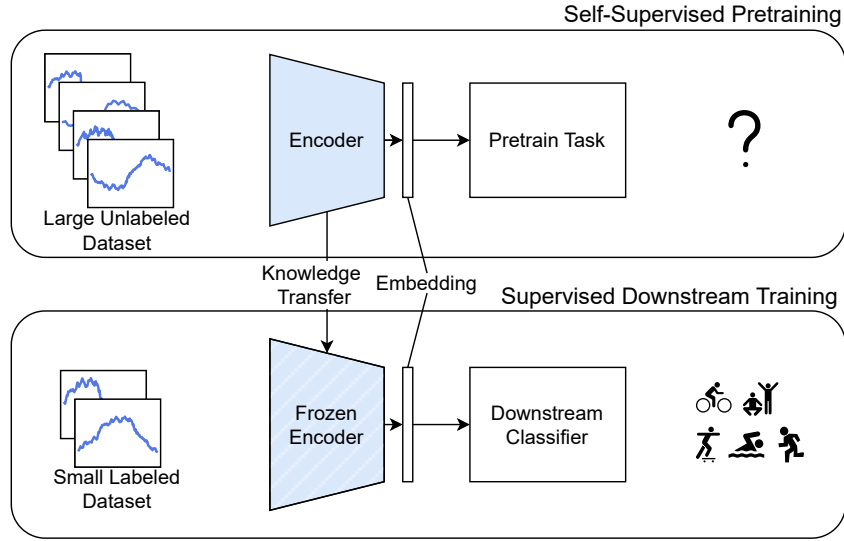 Self-Supervised Pretraining
Encoder
Pretrain Task
?
Large Unlabeled
Dataset
Knowledge
Transfer
Embedding
Supervised Downstream Training
Frozen
Encoder
Downstream
Classifier
Small Labeled
Dataset